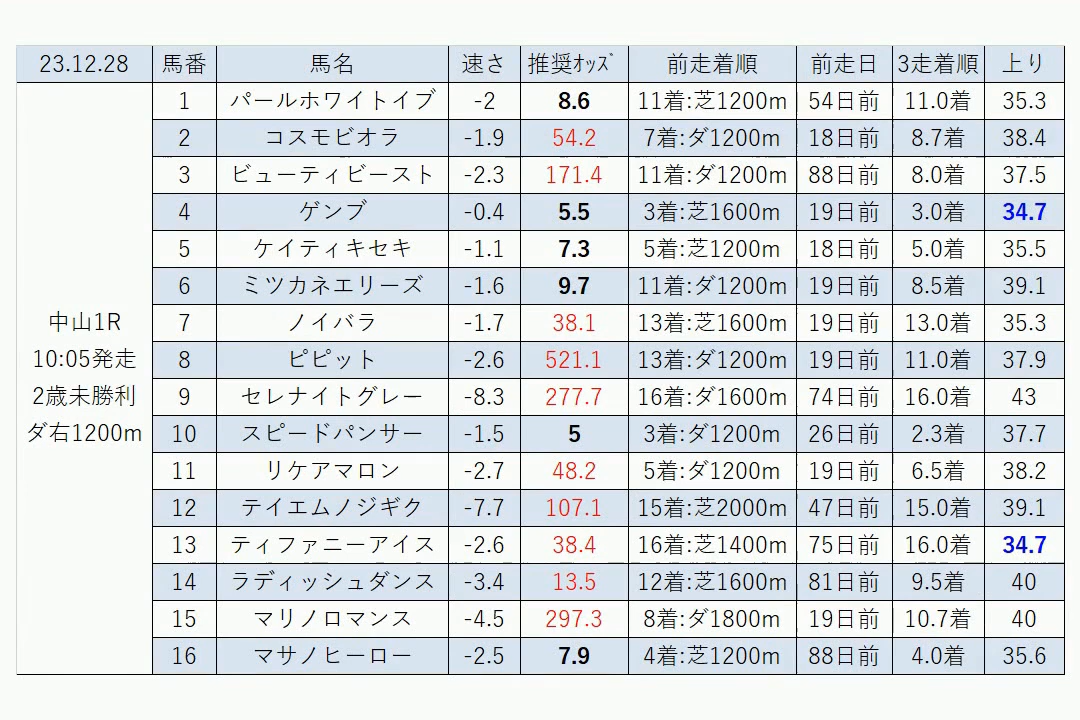 23.12.28 馬番 馬名 速さ 推奨ｵｯｽﾞ 前走着順 前走日 3走着順 上り
1 パールホワイトイブ -2 8.6 11着:芝1200m 54日前 11.0着 35.3
2 コスモビオラ -1.9 54.2 7着:ダ1200m 18日前 8.7着 38.4
3 ビューティビースト -2.3 171.4 11着:ダ1200m 88日前 8.0着 37.5
4 ゲンブ -0.4 5.5 3着:芝1600m 19日前 3.0着 34.7
5 ケイティキセキ -1.1 7.3 5着:芝1200m 18日前 5.0着 35.5
6 ミツカネエリーズ -1.6 9.7 11着:ダ1200m 19日前 8.5着 39.1
7 ノイバラ -1.7 38.1 13着:芝1600m 19日前 13.0着 35.3
8 ピピット -2.6 521.1 13着:ダ1200m 19日前 11.0着 37.9
9 セレナイトグレー -8.3 277.7 16着:ダ1600m 74日前 16.0着 43
10 スピードパンサー -1.5 5 3着:ダ1200m 26日前 2.3着 37.7
11 リケアマロン -2.7 48.2 5着:ダ1200m 19日前 6.5着 38.2
12 テイエムノジギク -7.7 107.1 15着:芝2000m 47日前 15.0着 39.1
13 ティファニーアイス -2.6 38.4 16着:芝1400m 75日前 16.0着 34.7
14 ラディッシュダンス -3.4 13.5 12着:芝1600m 81日前 9.5着 40
15 マリノロマンス -4.5 297.3 8着:ダ1800m 19日前 10.7着 40
16 マサノヒーロー -2.5 7.9 4着:芝1200m 88日前 4.0着 35.6
中山1R
10:05発走
2歳未勝利
ダ右1200m